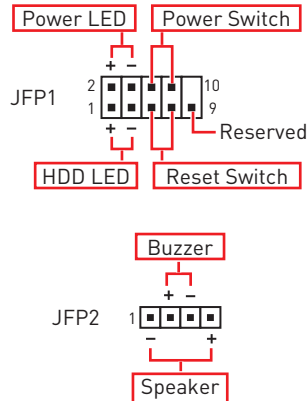 Power LED Power Switch
+ −
2 10
JFP1
1 9
+ − Reserved
HDD LED Reset Switch
Buzzer
+ −
JFP2 1
− +
Speaker